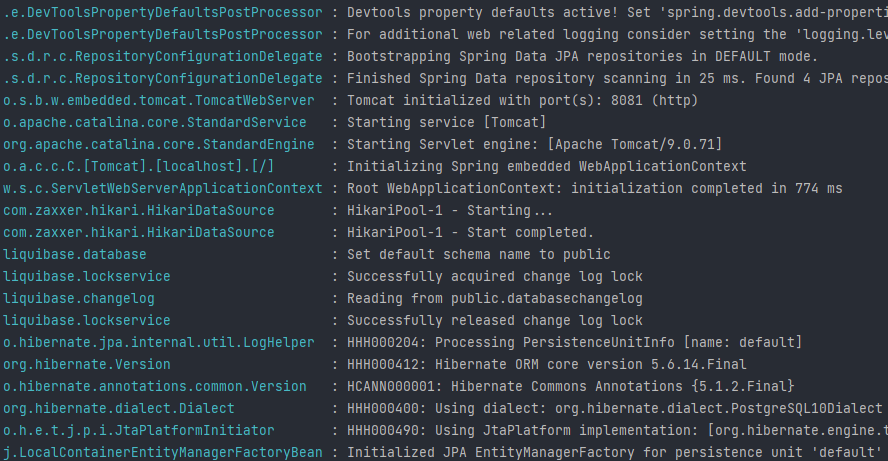 .e.DevToolsPropertyDefaultsPostProcessor : Devtools property defaults active! Set 'spring.devtools.add-properti
.e.DevToolsPropertyDefaultsPostProcessor : For additional web related logging consider setting the 'logging.lev
.s.d.r.c.RepositoryConfigurationDelegate : Bootstrapping Spring Data JPA repositories in DEFAULT mode.
.s.d.r.c.RepositoryConfigurationDelegate : Finished Spring Data repository scanning in 25 ms. Found 4 JPA repos
o.s.b.w.embedded.tomcat.TomcatWebServer : Tomcat initialized with port(s): 8081 (http)
o.apache.catalina.core.StandardService : Starting service [Tomcat]
org.apache.catalina.core.StandardEngine : Starting Servlet engine: [Apache Tomcat/9.0.71]
o.a.c.c.C.[Tomcat].[localhost].[/] : Initializing Spring embedded WebApplicationContext
w.s.c.ServletWebServerApplicationContext : Root WebApplicationContext: initialization completed in 774 ms
com.zaxxer.hikari.HikariDataSource : HikariPool-1 - Starting...
com.zaxxer.hikari.HikariDataSource : HikariPool-1 - Start completed.
liquibase.database : Set default schema name to public
liquibase.lockservice : Successfully acquired change log lock
liquibase.changelog : Reading from public.databasechangelog
liquibase.lockservice : Successfully released change log lock
o.hibernate.jpa.internal.util.LogHelper : HHH000204: Processing PersistenceUnitInfo [name: default]
org.hibernate.Version : HHH000412: Hibernate ORM core version 5.6.14.Final
o.hibernate.annotations.common.Version : HCANN000001: Hibernate Commons Annotations {5.1.2.Final}
org.hibernate.dialect.Dialect : HHH000400: Using dialect: org.hibernate.dialect.PostgreSQL10Dialect
o.h.e.t.j.p.i.JtaPlatformInitiator : HHH000490: Using JtaPlatform implementation: [org.hibernate.engine.t
j.LocalContainerEntityManagerFactoryBean : Initialized JPA EntityManagerFactory for persistence unit 'default'